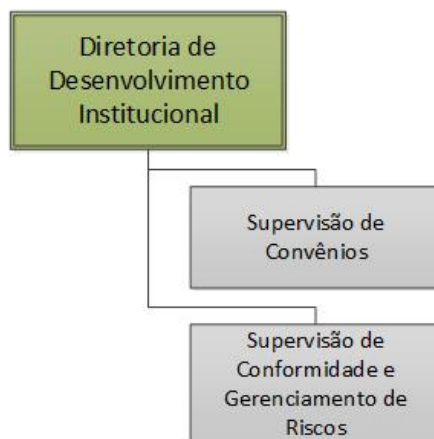 Diretoria de
Desenvolvimento
Institucional
Supervisão de
Convênios
Supervisão de
Conformidade e
Gerenciamento de
Riscos